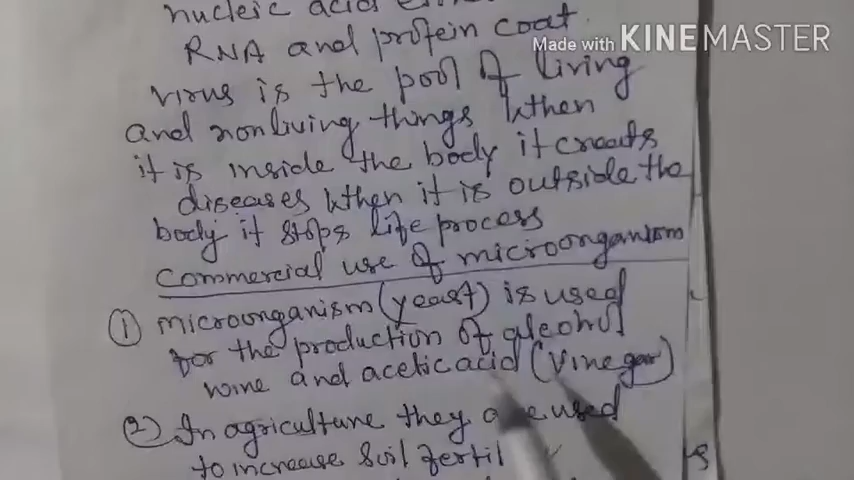 nucleic acid
RNA and protein coat
Made with KINEMASTER
virus is the pool of living
and nonliving things when
it is inside the body it creats
diseases when it is outside the
body it stops life process
Commercial use of microorganism
① microorganism (yeast) is used
for the production of alcohol
wine and acetic acid (Vinegar)
② In agriculture they are used
to increase soil fertil